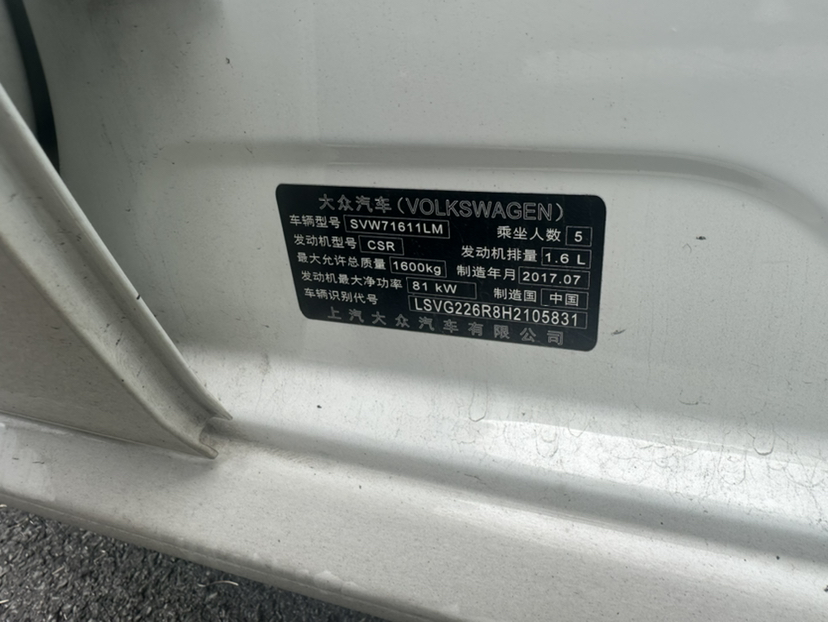 大众汽车(VOLKSWAGEN)
车辆型号 SVW71611LM 乘坐人数 5
发动机型号 CSR 发动机排量 1.6 L
最大允许总质量 1600kg 制造年月 2017.07
发动机最大净功率 81 kW 制造国 中国
车辆识别代号 LSVG226R8H2105831
上汽大众汽车有限公司